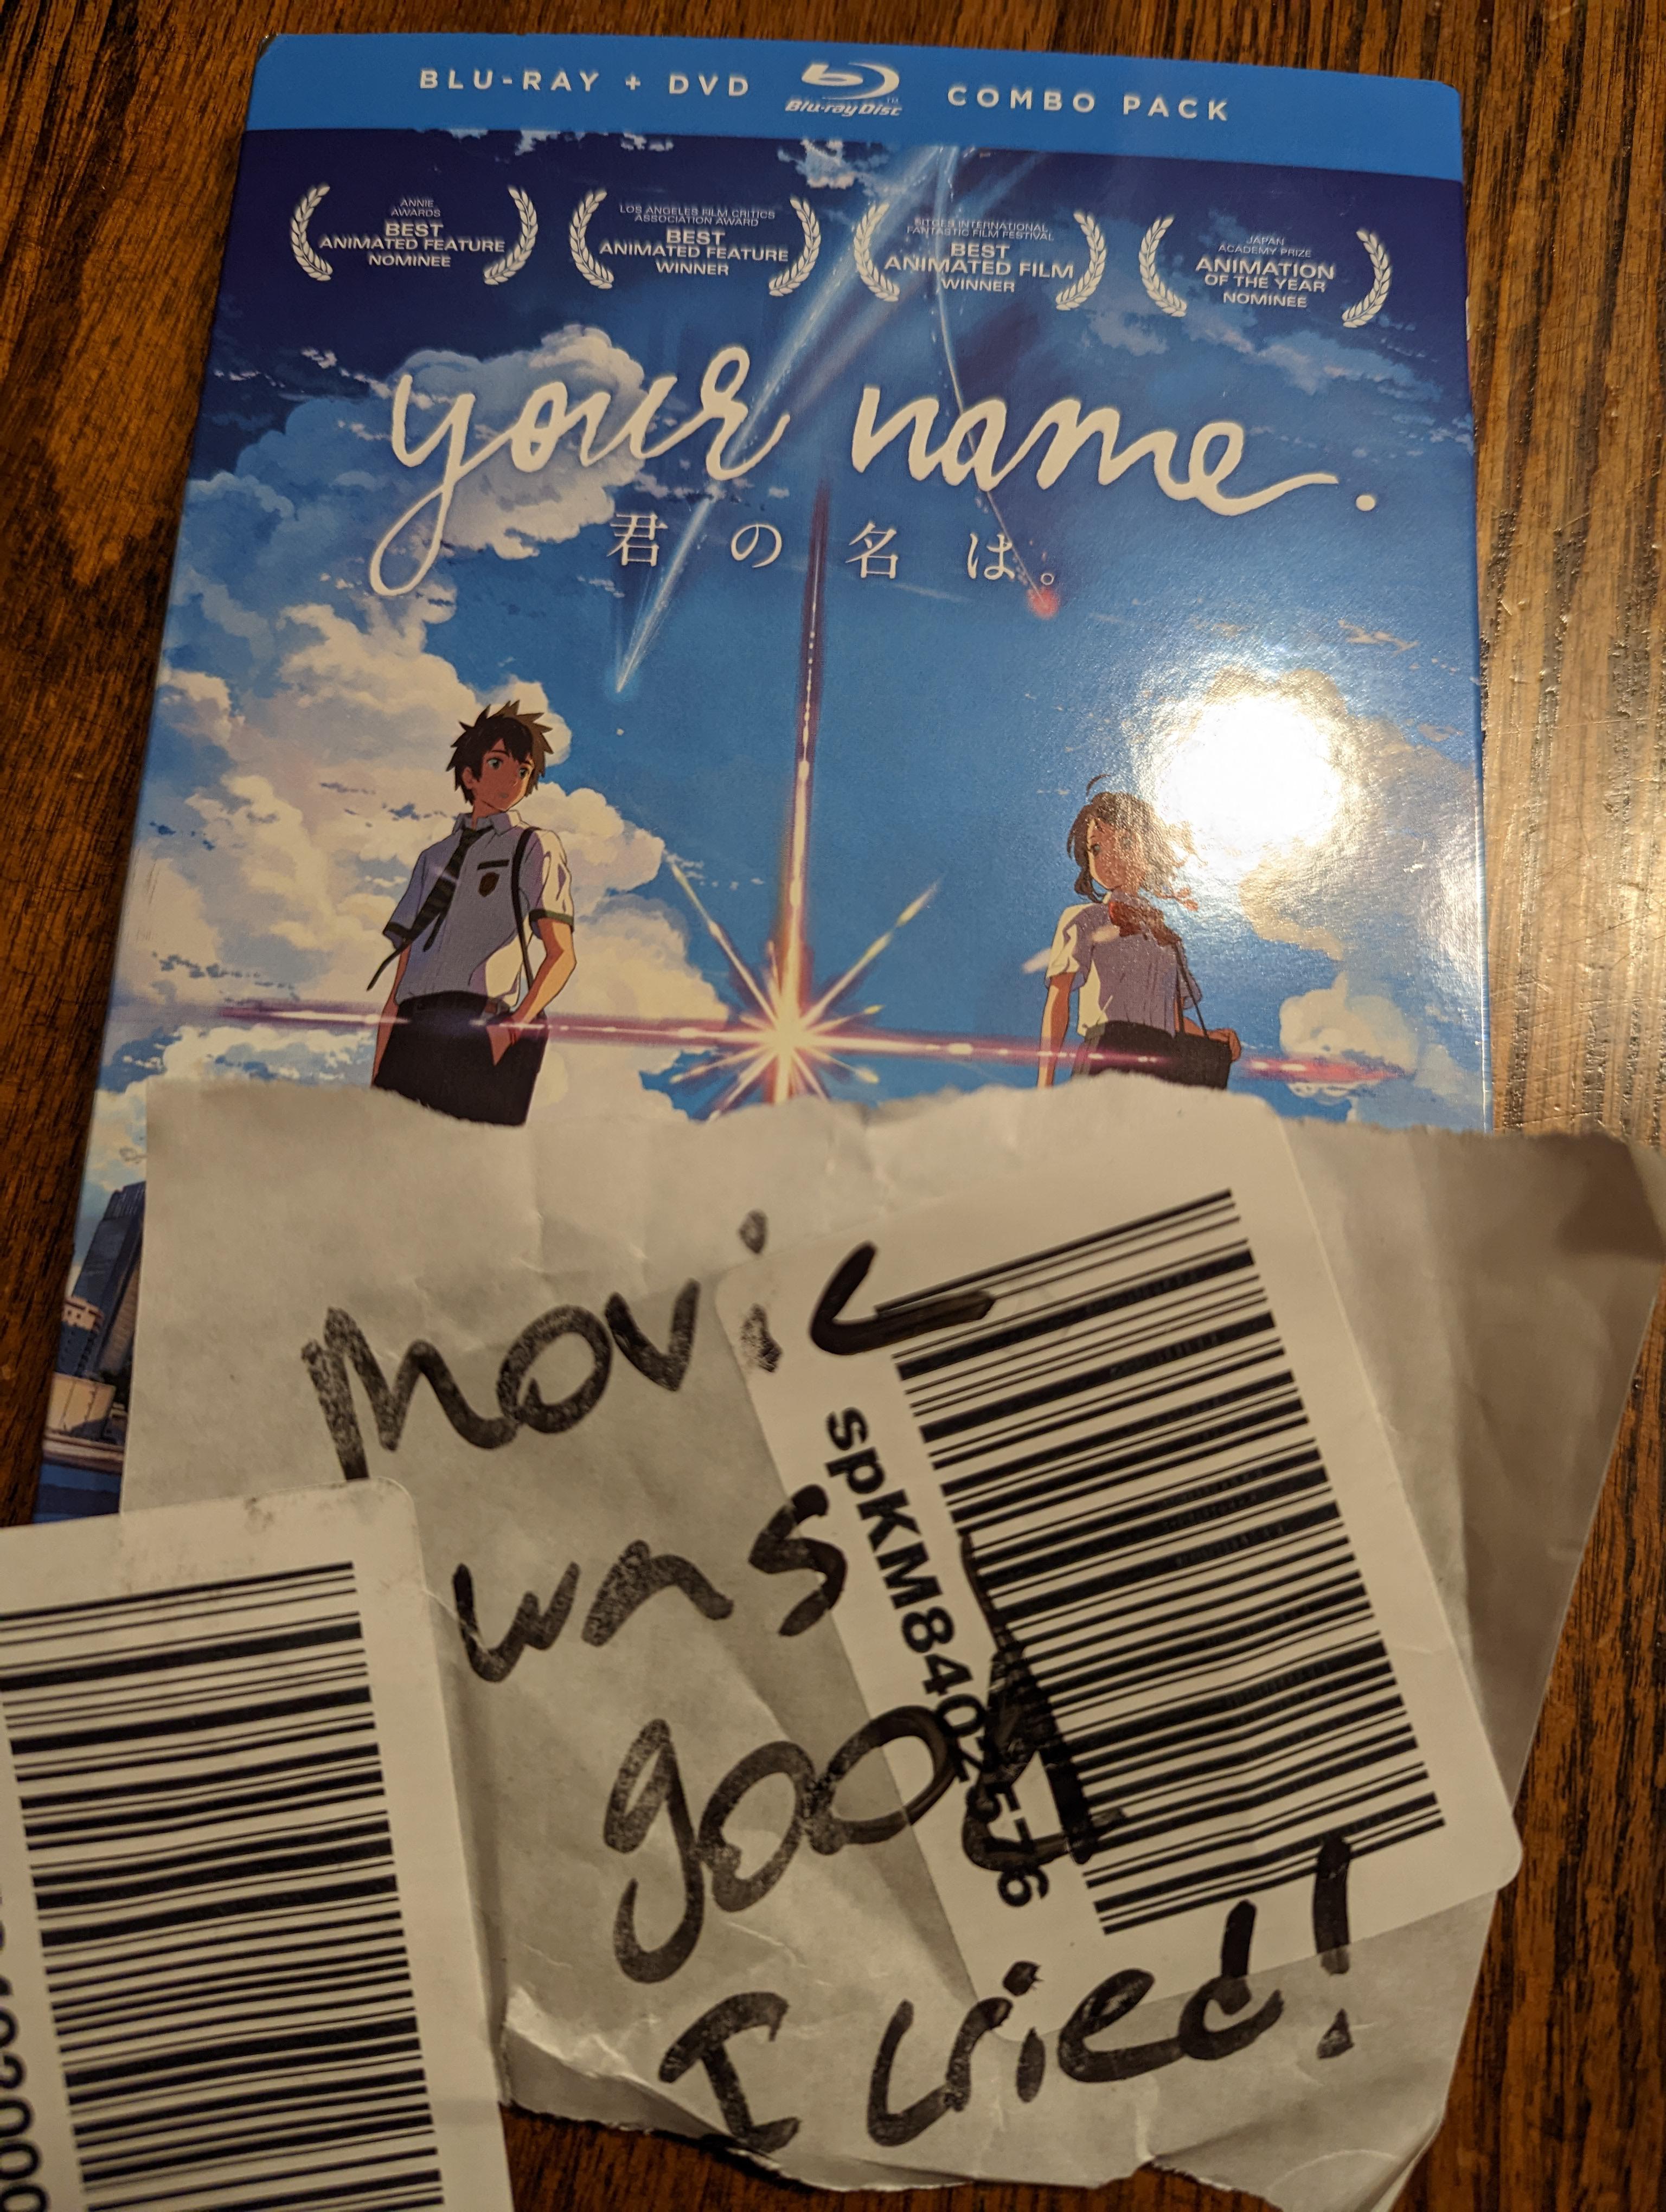 BLU-RAY + DVD Blu-ray Disc™ COMBO PACK
ANNIE
AWARDS
BEST
ANIMATED FEATURE
NOMINEE
LOS ANGELES FILM CRITICS
ASSOCIATION AWARD
BEST
ANIMATED FEATURE
WINNER
SITGES INTERNATIONAL
FANTASTIC FILM FESTIVAL
BEST
ANIMATED FILM
WINNER
JAPAN
ACADEMY PRIZE
ANIMATION
OF THE YEAR
NOMINEE
your name.
君の名は。
Movie
was
good
I cried!
spKM8402576